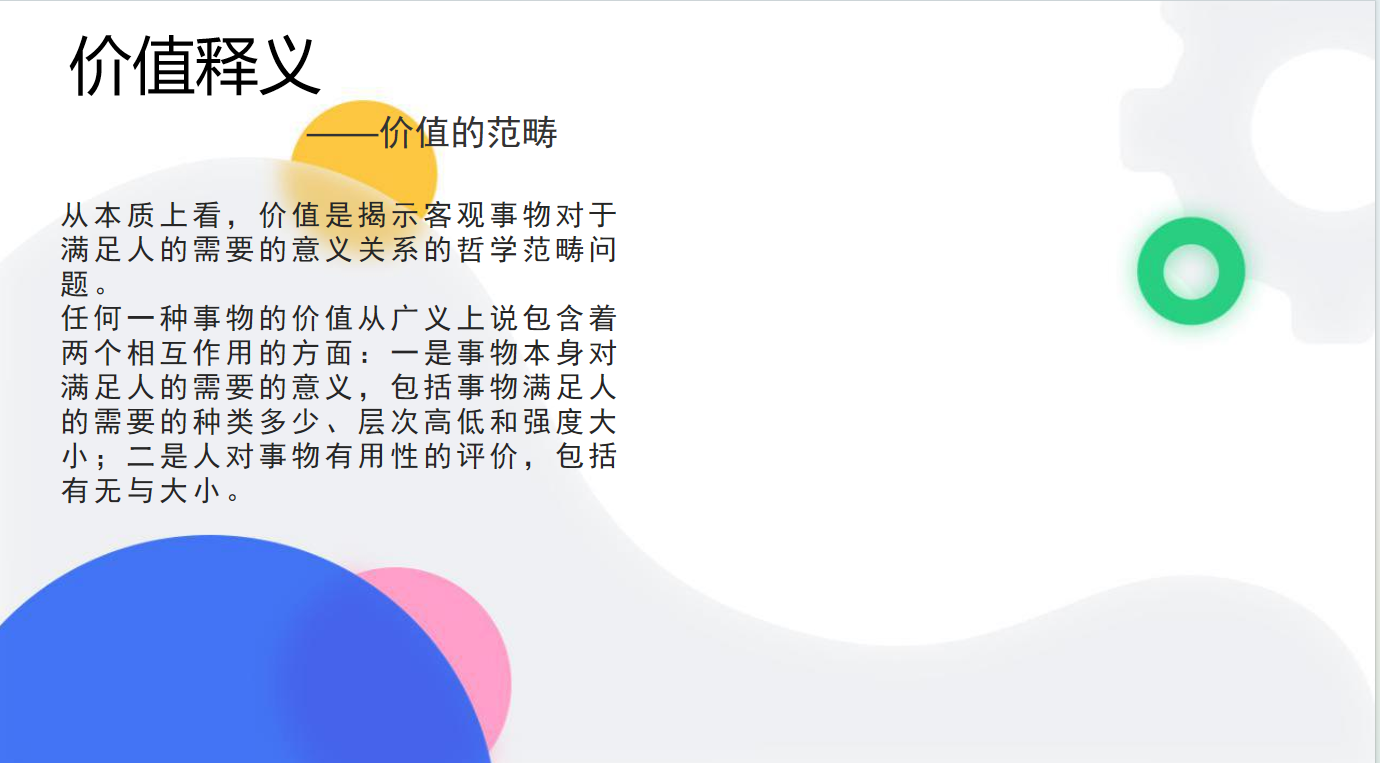 价值释义
——价值的范畴
从本质上看，价值是揭示客观事物对于
满足人的需要的意义关系的哲学范畴问
题。
任何一种事物的价值从广义上说包含着
两个相互作用的方面：一是事物本身对
满足人的需要的意义，包括事物满足人
的需要的种类多少、层次高低和强度大
小；二是人对事物有用性的评价，包括
有无与大小。